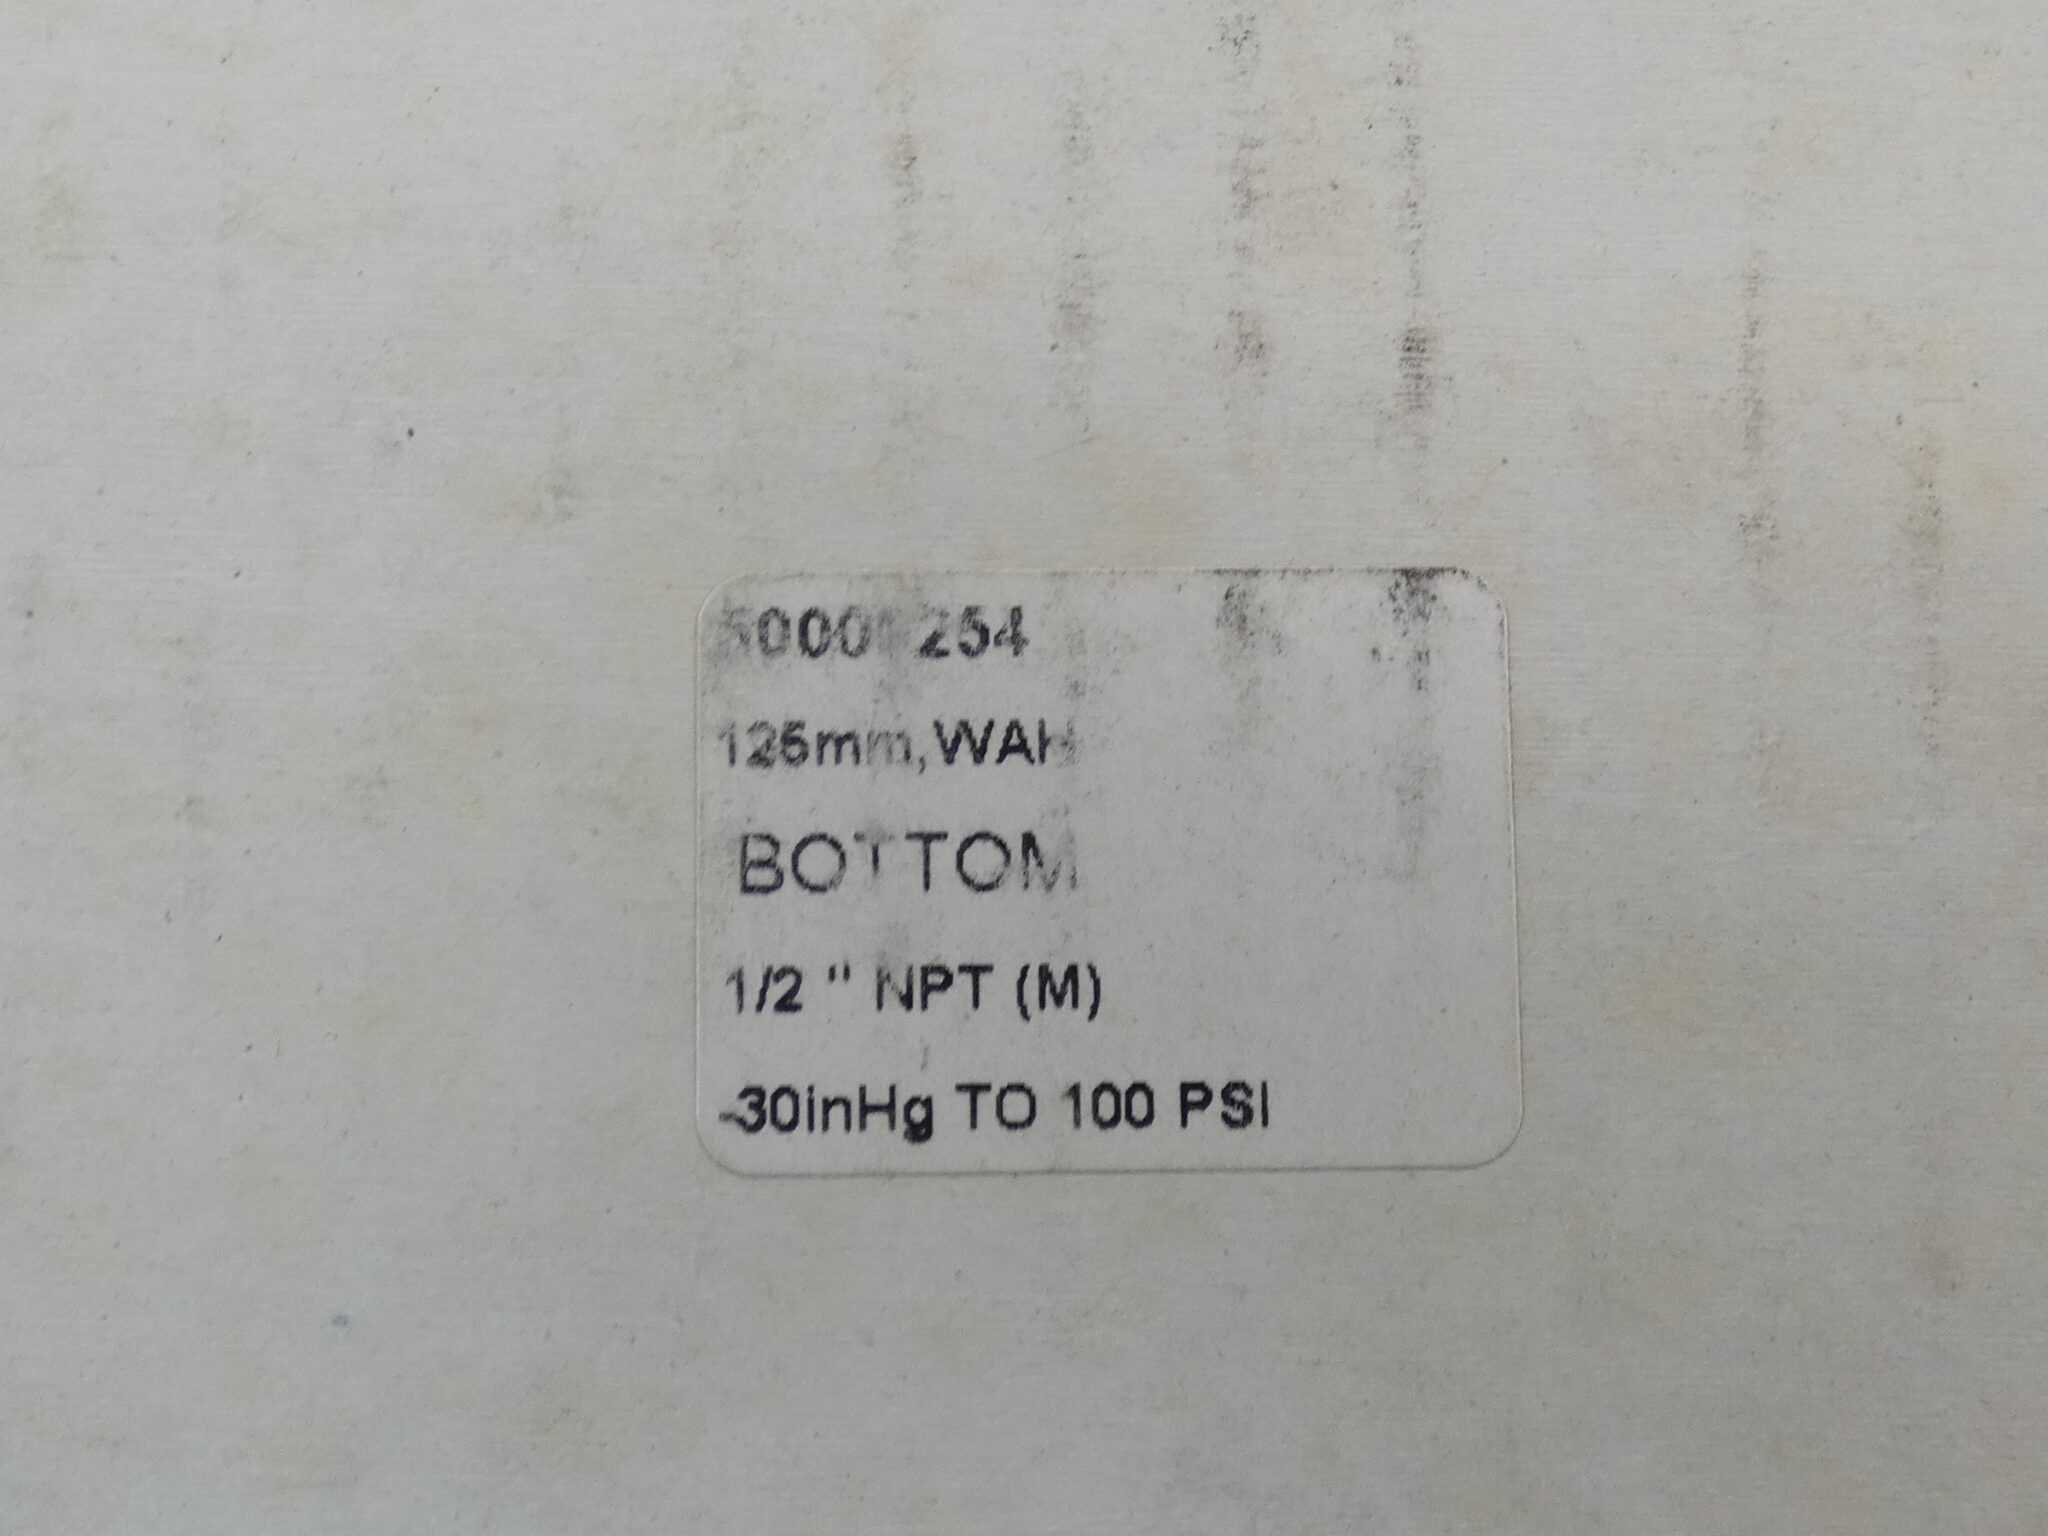 125mm,WAH
BOTTOM
1/2 " NPT (M)
-30inHg TO 100 PSI